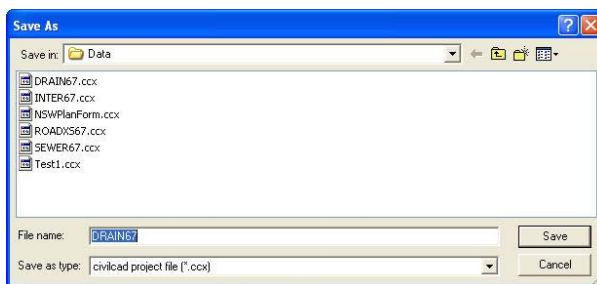 Save As
Save in: Data
DRAIN67.ccx
INTER67.ccx
NSWPlanForm.ccx
ROADXS67.ccx
SEWER67.ccx
Test1.ccx
File name: DRAIN67 Save
Save as type: civilcad project file (*.ccx) Cancel